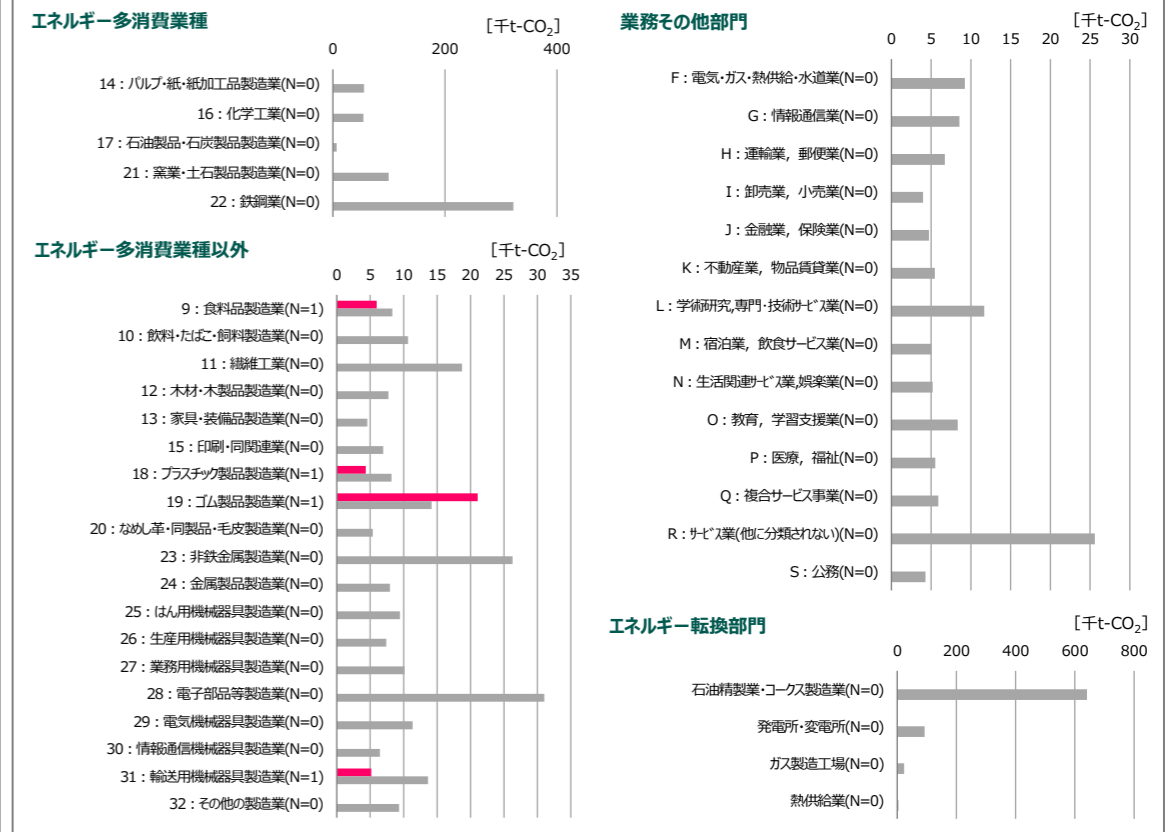 エネルギー多消費業種
[千t-CO₂]
0 200 400
14：パルプ・紙・紙加工品製造業(N=0)
16：化学工業(N=0)
17：石油製品・石炭製品製造業(N=0)
21：窯業・土石製品製造業(N=0)
22：鉄鋼業(N=0)
エネルギー多消費業種以外
[千t-CO₂]
0 5 10 15 20 25 30 35
9：食料品製造業(N=1)
10：飲料・たばこ・飼料製造業(N=0)
11：繊維工業(N=0)
12：木材・木製品製造業(N=0)
13：家具・装備品製造業(N=0)
15：印刷・同関連業(N=0)
18：プラスチック製品製造業(N=1)
19：ゴム製品製造業(N=1)
20：なめし革・同製品・毛皮製造業(N=0)
23：非鉄金属製造業(N=0)
24：金属製品製造業(N=0)
25：はん用機械器具製造業(N=0)
26：生産用機械器具製造業(N=0)
27：業務用機械器具製造業(N=0)
28：電子部品等製造業(N=0)
29：電気機械器具製造業(N=0)
30：情報通信機械器具製造業(N=0)
31：輸送用機械器具製造業(N=1)
32：その他の製造業(N=0)
業務その他部門
[千t-CO₂]
0 5 10 15 20 25 30
F：電気・ガス・熱供給・水道業(N=0)
G：情報通信業(N=0)
H：運輸業，郵便業(N=0)
I：卸売業，小売業(N=0)
J：金融業，保険業(N=0)
K：不動産業，物品賃貸業(N=0)
L：学術研究,専門・技術サービス業(N=0)
M：宿泊業，飲食サービス業(N=0)
N：生活関連サービス業,娯楽業(N=0)
O：教育，学習支援業(N=0)
P：医療，福祉(N=0)
Q：複合サービス事業(N=0)
R：サービス業(他に分類されない)(N=0)
S：公務(N=0)
エネルギー転換部門
[千t-CO₂]
0 200 400 600 800
石油精製業・コークス製造業(N=0)
発電所・変電所(N=0)
ガス製造工場(N=0)
熱供給業(N=0)